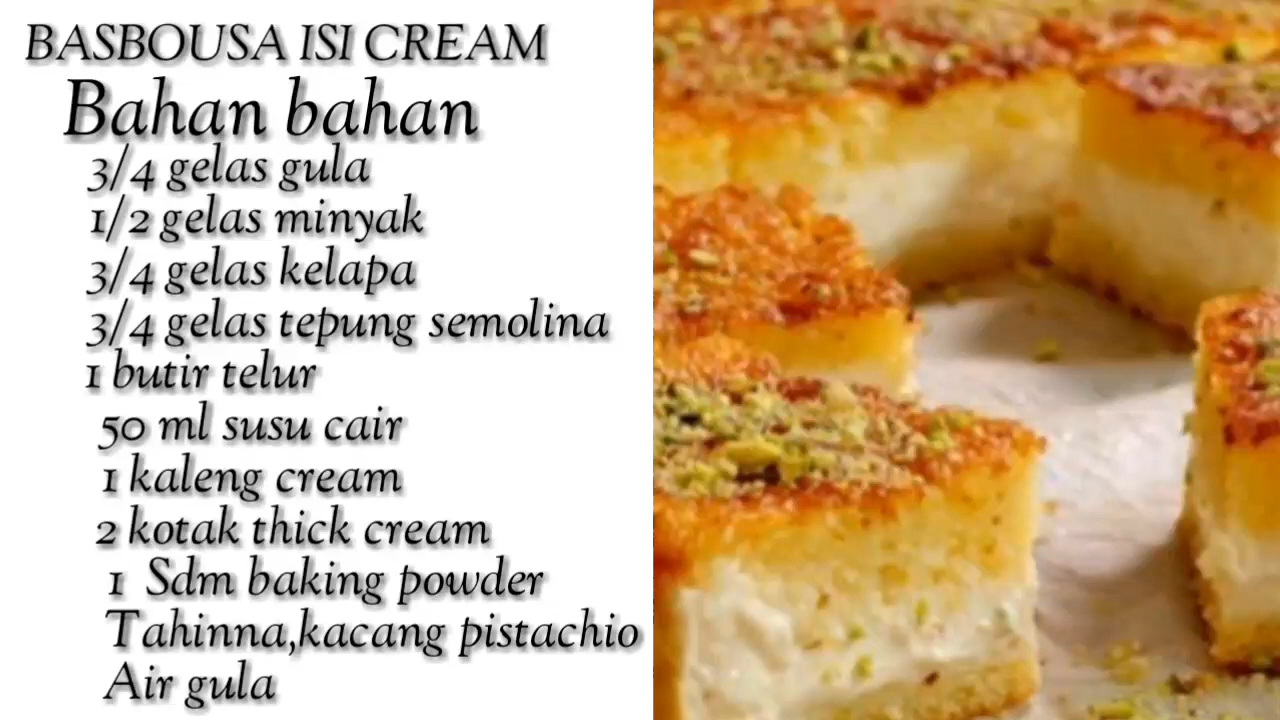 BASBOUSA ISI CREAM
Bahan bahan
3/4 gelas gula
1/2 gelas minyak
3/4 gelas kelapa
3/4 gelas tepung semolina
1 butir telur
50 ml susu cair
1 kaleng cream
2 kotak thick cream
1 Sdm baking powder
Tahinna,kacang pistachio
Air gula